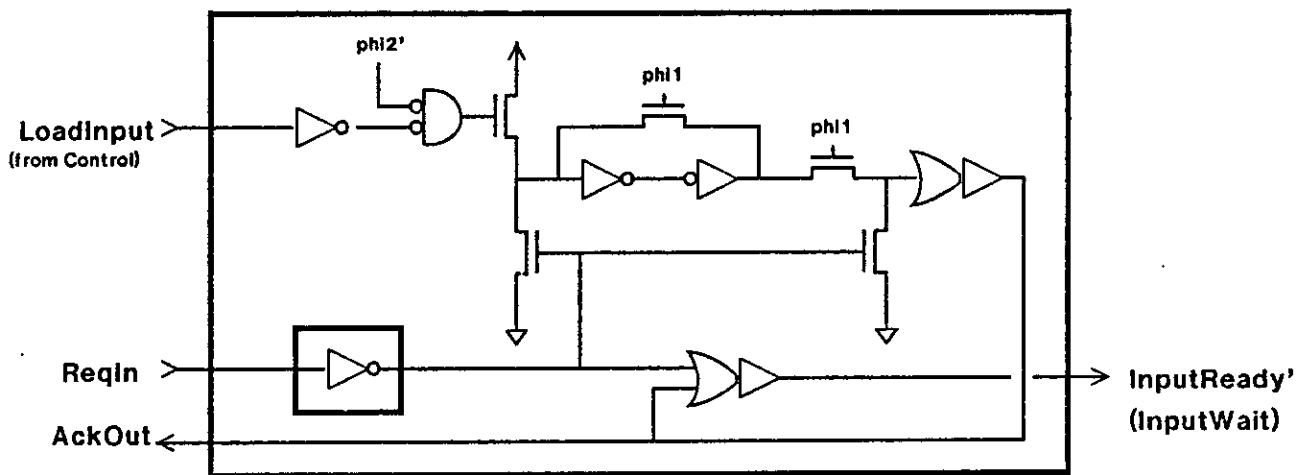 phi2'
phi1
phi1
LoadInput
(from Control)
ReqIn
InputReady'
(InputWait)
AckOut